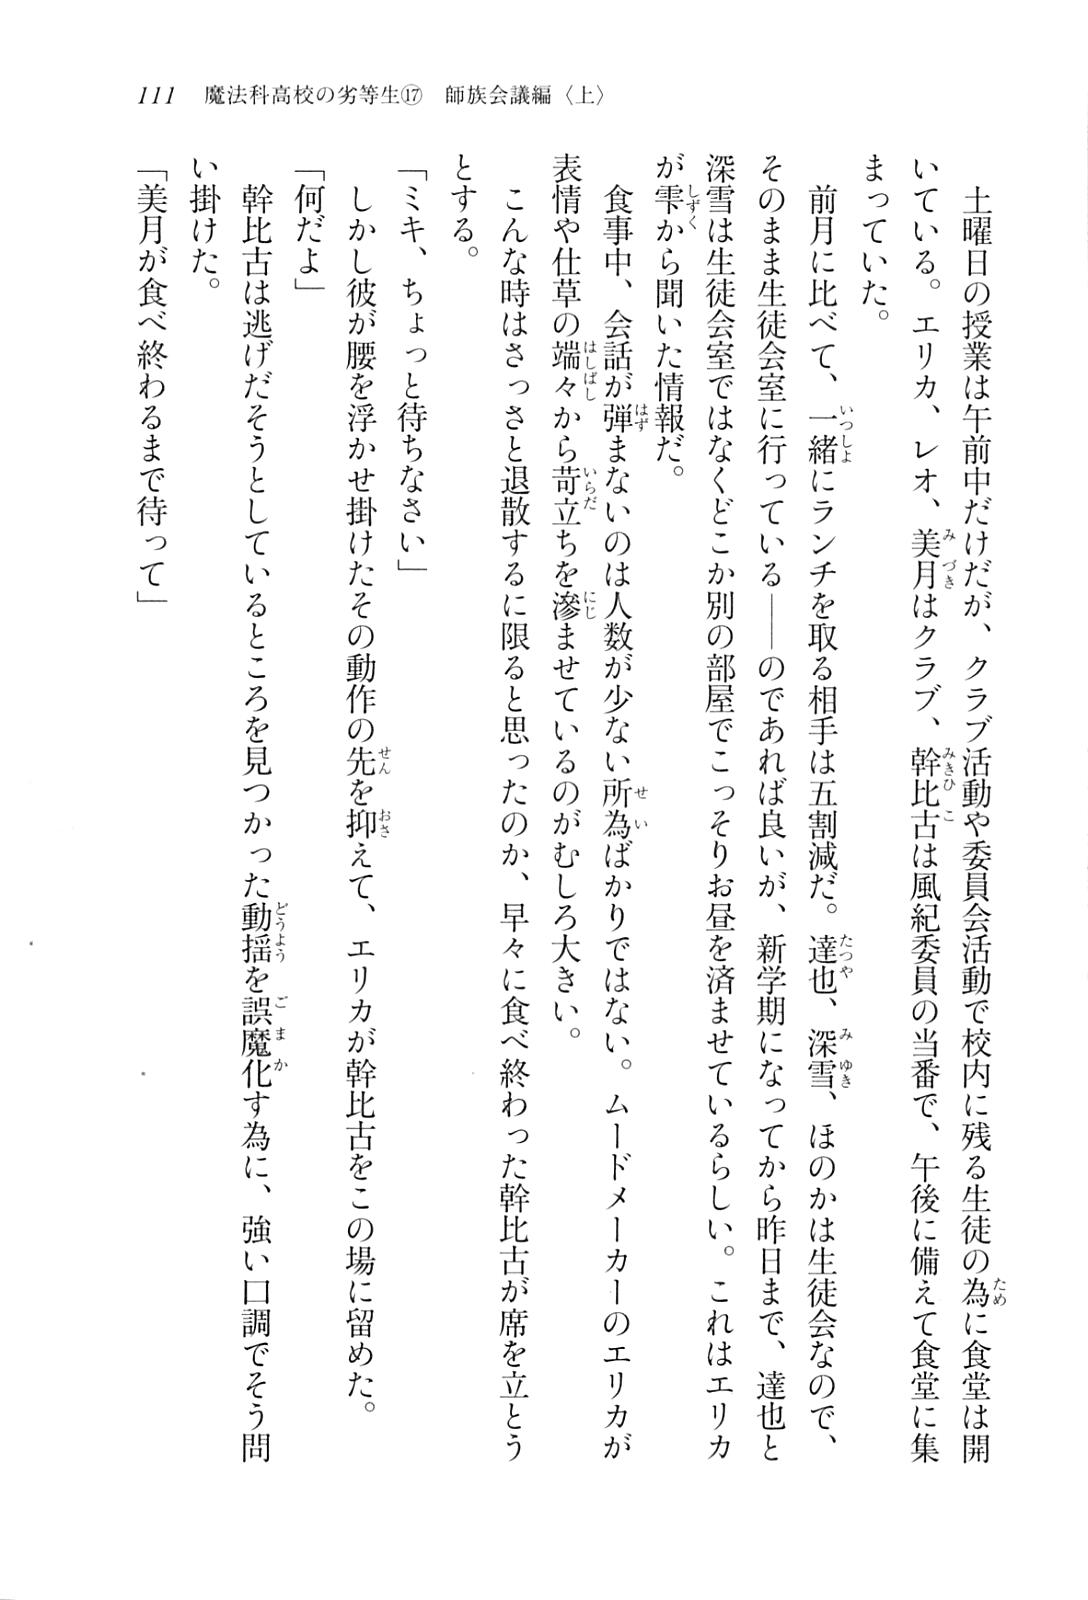 111　魔法科高校の劣等生⑰　師族会議編〈上〉
土曜日の授業は午前中だけだが、クラブ活動や委員会活動で校内に残る生徒の為に食堂は開
いている。エリカ、レオ、美月はクラブ、幹比古は風紀委員の当番で、午後に備えて食堂に集
まっていた。
前月に比べて、一緒にランチを取る相手は五割減だ。達也、深雪、ほのかは生徒会なので、
そのまま生徒会室に行っている――のであれば良いが、新学期になってから昨日まで、達也と
深雪は生徒会室ではなくどこか別の部屋でこっそりお昼を済ませているらしい。これはエリカ
が雫から聞いた情報だ。
食事中、会話が弾まないのは人数が少ない所為ばかりではない。ムードメーカーのエリカが
表情や仕草の端々から苛立ちを滲ませているのがむしろ大きい。
こんな時はさっさと退散するに限ると思ったのか、早々に食べ終わった幹比古が席を立とう
とする。
「ミキ、ちょっと待ちなさい」
しかし彼が腰を浮かせ掛けたその動作の先を抑えて、エリカが幹比古をこの場に留めた。
「何だよ」
幹比古は逃げだそうとしているところを見つかった動揺を誤魔化す為に、強い口調でそう問
い掛けた。
「美月が食べ終わるまで待って」